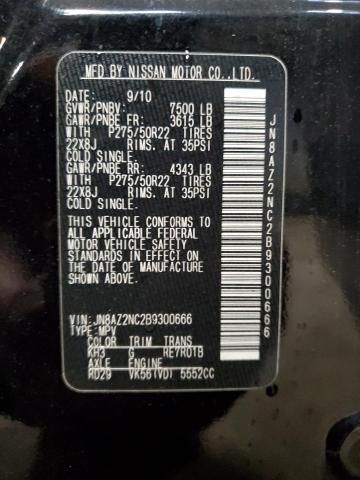 MFD BY NISSAN MOTOR CO.,LTD.
DATE: 9/10
GVWR/PNBV: 7500 LB
GAWR/PNBE FR: 3615 LB
WITH P275/50R22 TIRES
22X8J RIMS. AT 35PSI
COLD SINGLE.
GAWR/PNBE RR: 4343 LB
WITH P275/50R22 TIRES
22X8J RIMS. AT 35PSI
COLD SINGLE.
THIS VEHICLE CONFORMS TO
ALL APPLICABLE FEDERAL
MOTOR VEHICLE SAFETY
STANDARDS IN EFFECT ON
THE DATE OF MANUFACTURE
SHOWN ABOVE.
VIN: JN8AZ2NC2B9300666
TYPE: MPV
COLOR TRIM TRANS
KH3 G RE7R01B
AXLE ENGINE
RD29 VK56(VD) 5552CC
JN8AZ2NC2B9300666